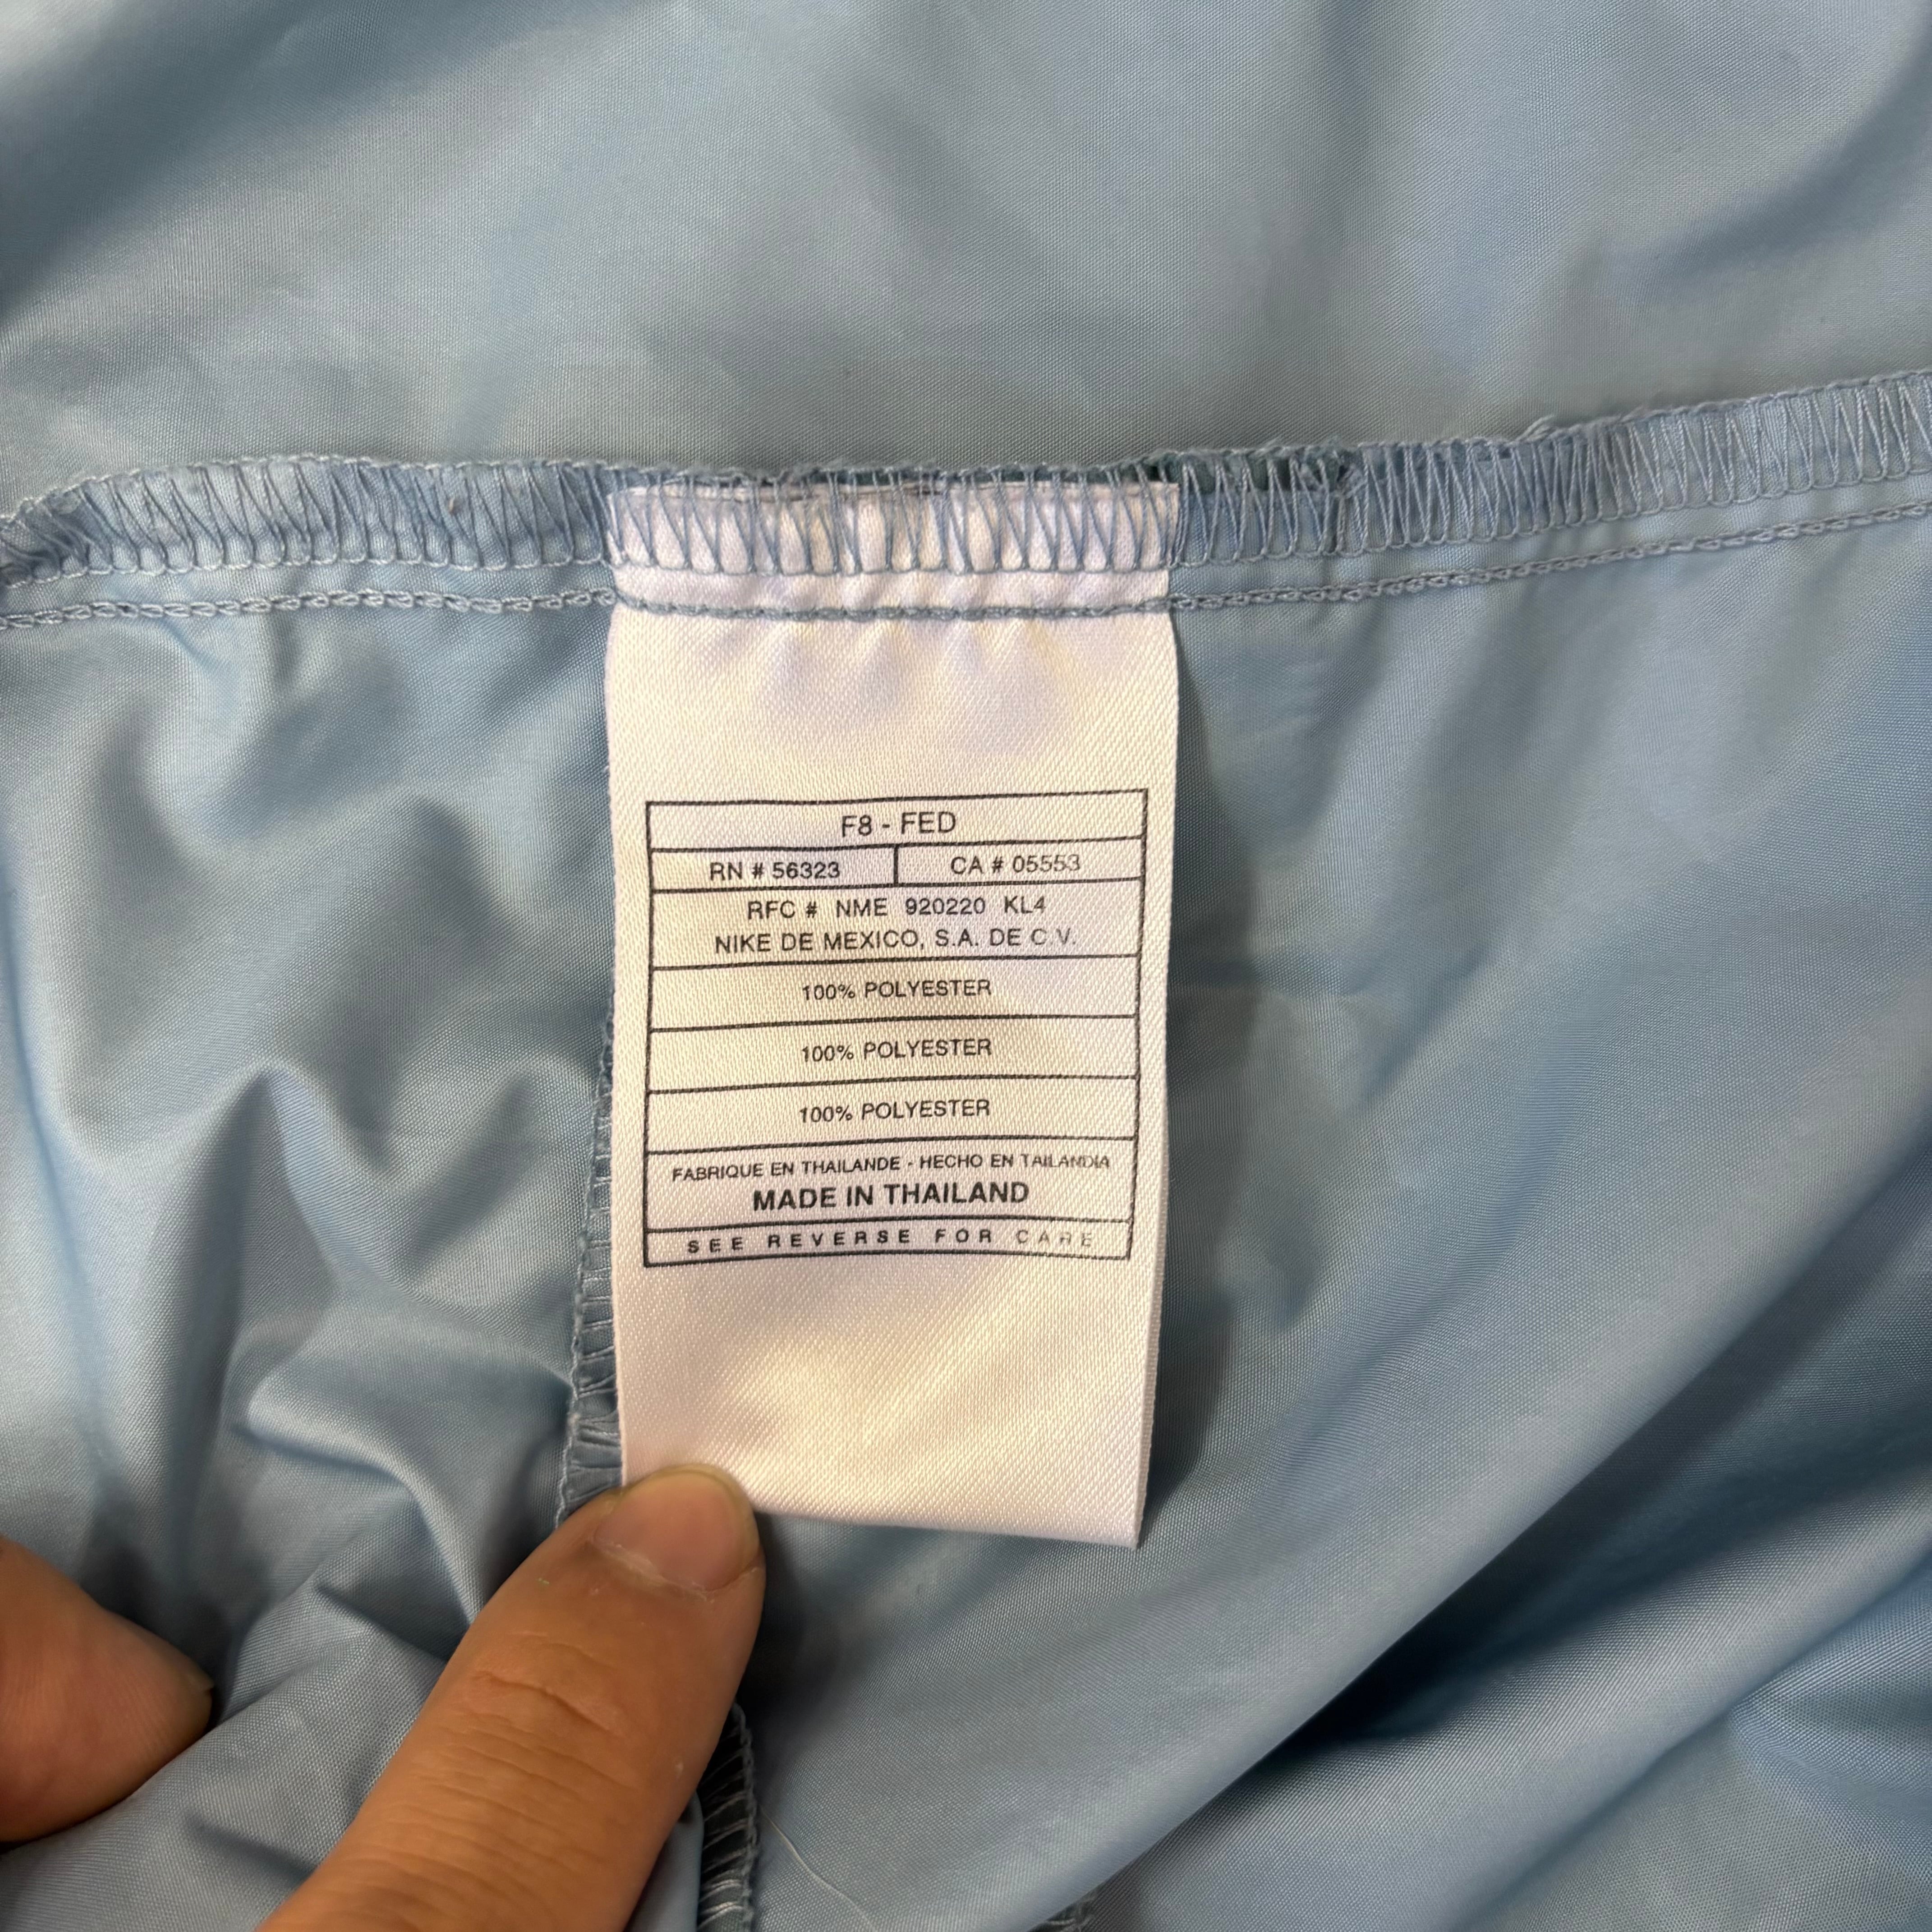 F8 - FED
RN # 56323 CA # 05553
RFC # NME 920220 KL4
NIKE DE MEXICO, S.A. DE C.V.
100% POLYESTER
100% POLYESTER
100% POLYESTER
FABRIQUE EN THAILANDE - HECHO EN TAILANDIA
MADE IN THAILAND
SEE REVERSE FOR CARE